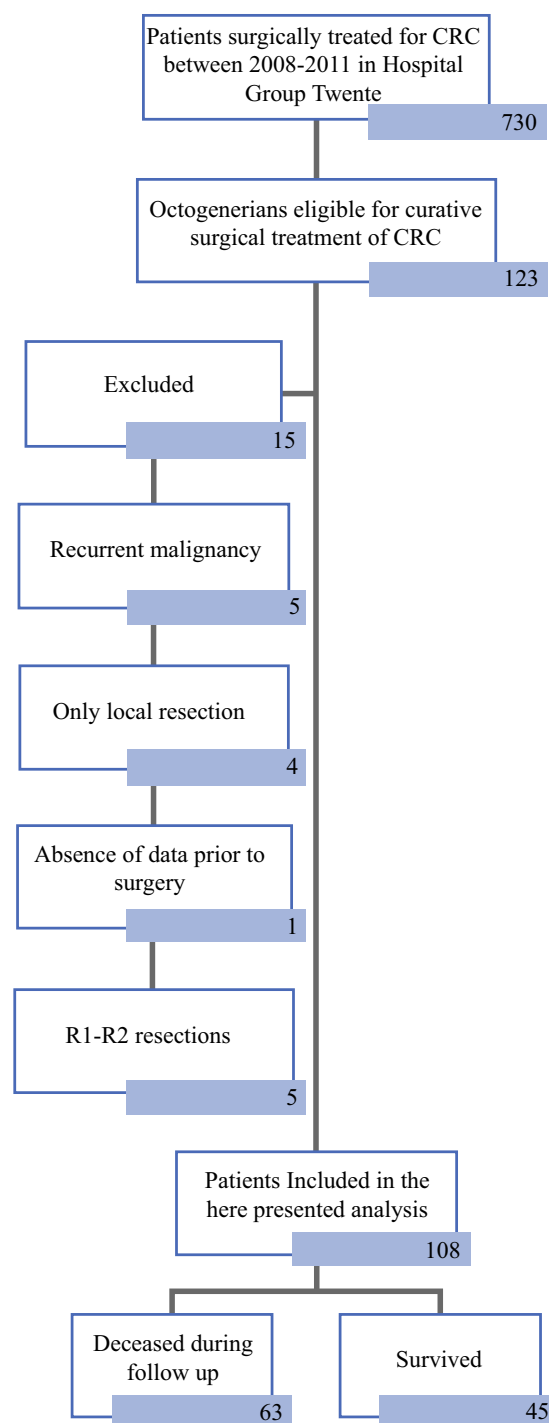 Patients surgically treated for CRC
between 2008-2011 in Hospital
Group Twente
730
Octogenerians eligible for curative
surgical treatment of CRC
123
Excluded
15
Recurrent malignancy
5
Only local resection
4
Absence of data prior to
surgery
1
R1-R2 resections
5
Patients Included in the
here presented analysis
108
Deceased during
follow up
63
Survived
45